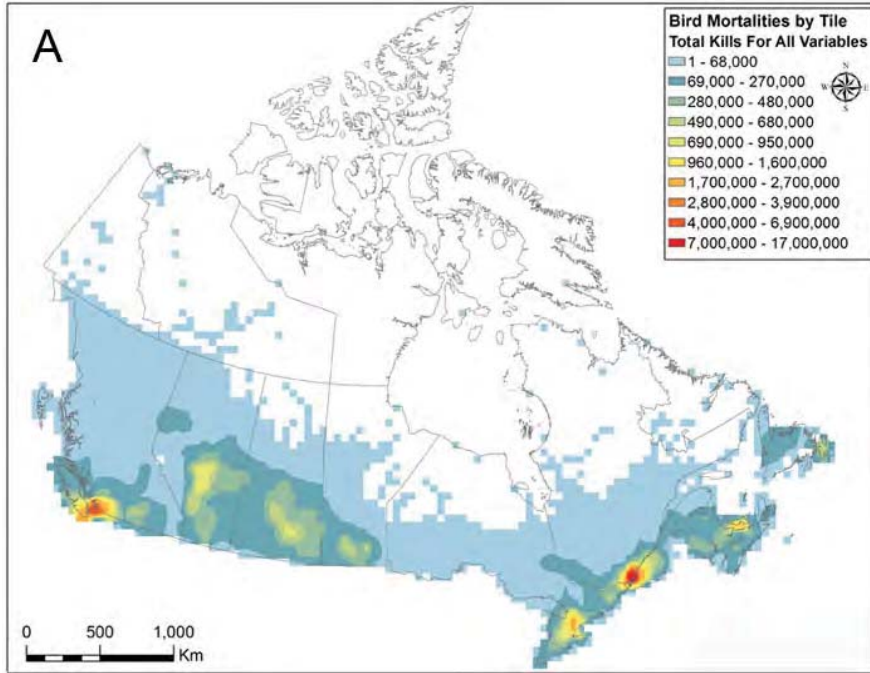 A
Bird Mortalities by Tile
Total Kills For All Variables
1 - 68,000
69,000 - 270,000
280,000 - 480,000
490,000 - 680,000
690,000 - 950,000
960,000 - 1,600,000
1,700,000 - 2,700,000
2,800,000 - 3,900,000
4,000,000 - 6,900,000
7,000,000 - 17,000,000
N
W E
S
0 500 1,000
Km